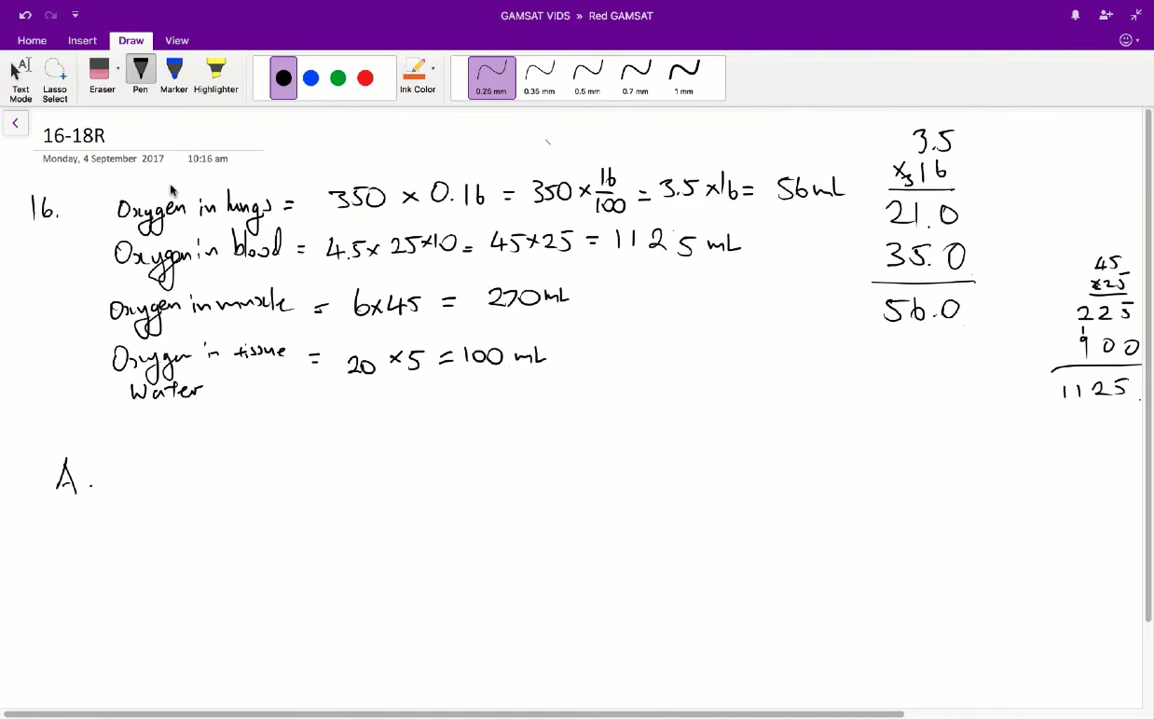 GAMSAT VIDS » Red GAMSAT
Home Insert Draw View
Text Mode
Lasso Select
Eraser
Pen
Marker
Highlighter
Ink Color
0.25 mm
0.35 mm
0.5 mm
0.7 mm
1 mm
16-18R
Monday, 4 September 2017 10:16 am
16. Oxygen in lungs = 350 × 0.16 = 350 × 16/100 = 3.5 × 16 = 56 mL
Oxygen in blood = 4.5 × 25 × 10 = 45 × 25 = 1125 mL
Oxygen in muscle = 6 × 45 = 270 mL
Oxygen in tissue = 20 × 5 = 100 mL
Water
A.
3.5
×16
3
21.0
35.0
56.0
45
×25
225
1
900
1125.